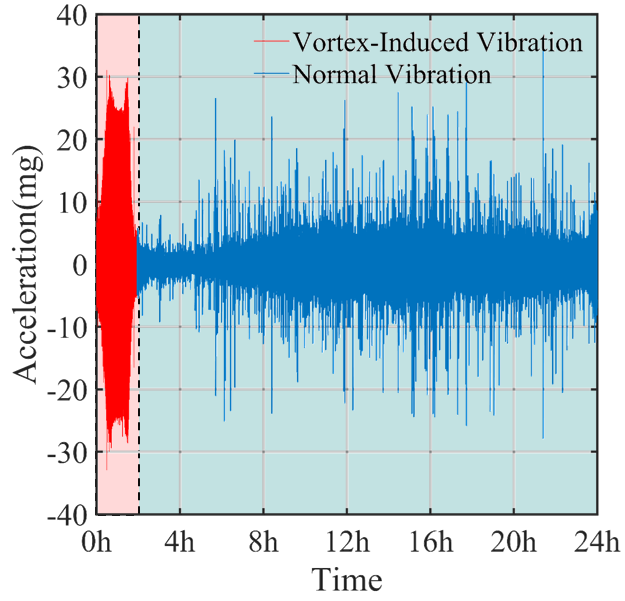 40
30
20
10
0
-10
-20
-30
-40
Acceleration(mg)
Vortex-Induced Vibration
Normal Vibration
0h 4h 8h 12h 16h 20h 24h
Time